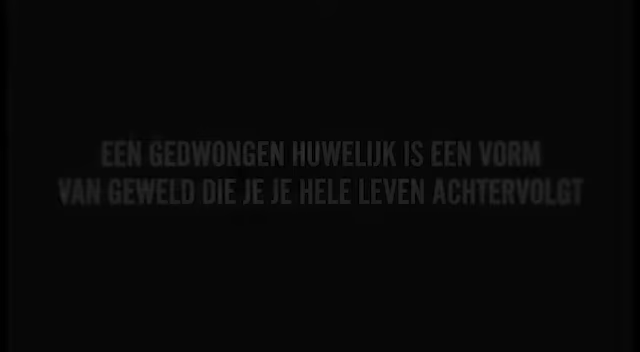 EEN GEDWONGEN HUWELIJK IS EEN VORM
VAN GEWELD DIE JE JE HELE LEVEN ACHTERVOLGT